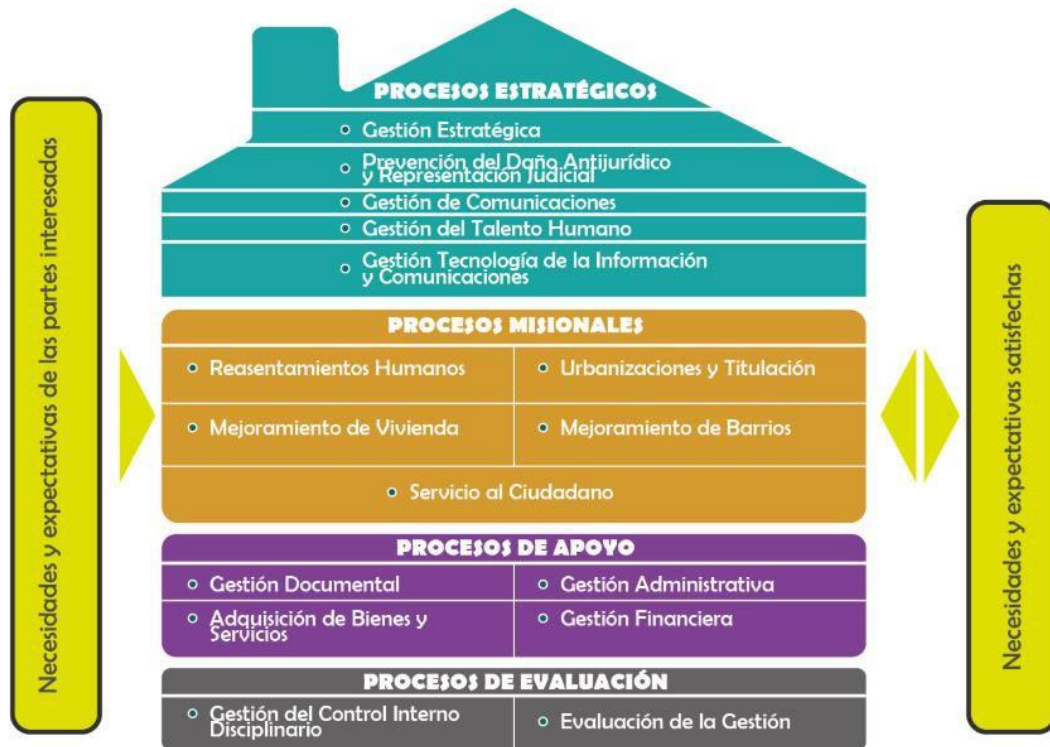 Necesidades y expectativas de las partes interesadas
PROCESOS ESTRATÉGICOS
Gestión Estratégica
Prevención del Daño Antijurídico
y Representación Judicial
Gestión de Comunicaciones
Gestión del Talento Humano
Gestión Tecnología de la Información
y Comunicaciones
PROCESOS MISIONALES
Reasentamientos Humanos
Urbanizaciones y Titulación
Mejoramiento de Vivienda
Mejoramiento de Barrios
Servicio al Ciudadano
PROCESOS DE APOYO
Gestión Documental
Gestión Administrativa
Adquisición de Bienes y
Servicios
Gestión Financiera
PROCESOS DE EVALUACIÓN
Gestión del Control Interno
Disciplinario
Evaluación de la Gestión
Necesidades y expectativas satisfechas